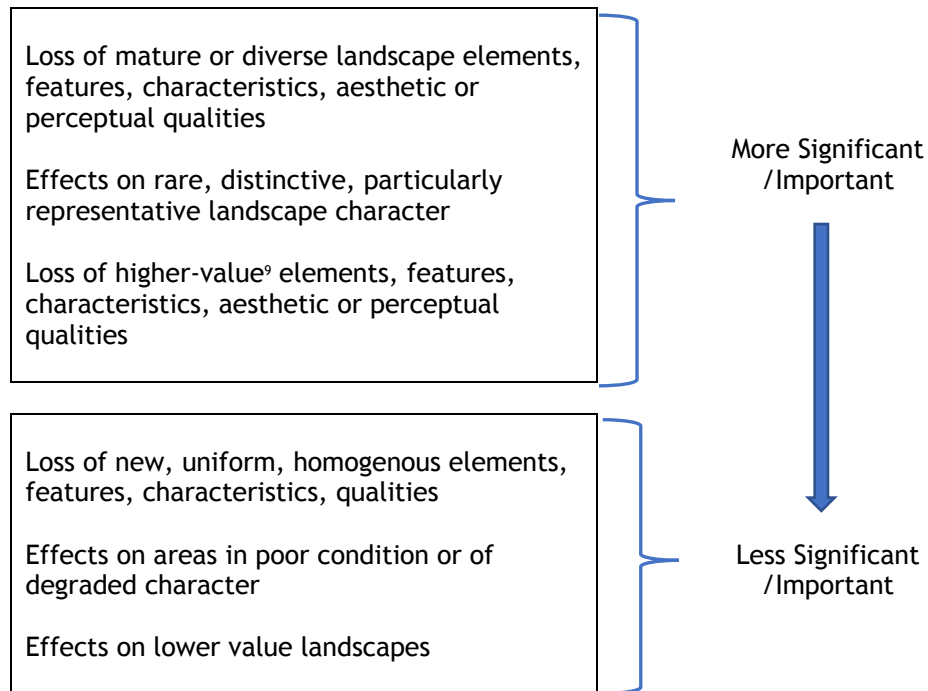 Loss of mature or diverse landscape elements,
features, characteristics, aesthetic or
perceptual qualities
Effects on rare, distinctive, particularly
representative landscape character
Loss of higher-value⁹ elements, features,
characteristics, aesthetic or perceptual
qualities
More Significant
/Important
Loss of new, uniform, homogenous elements,
features, characteristics, qualities
Effects on areas in poor condition or of
degraded character
Effects on lower value landscapes
Less Significant
/Important